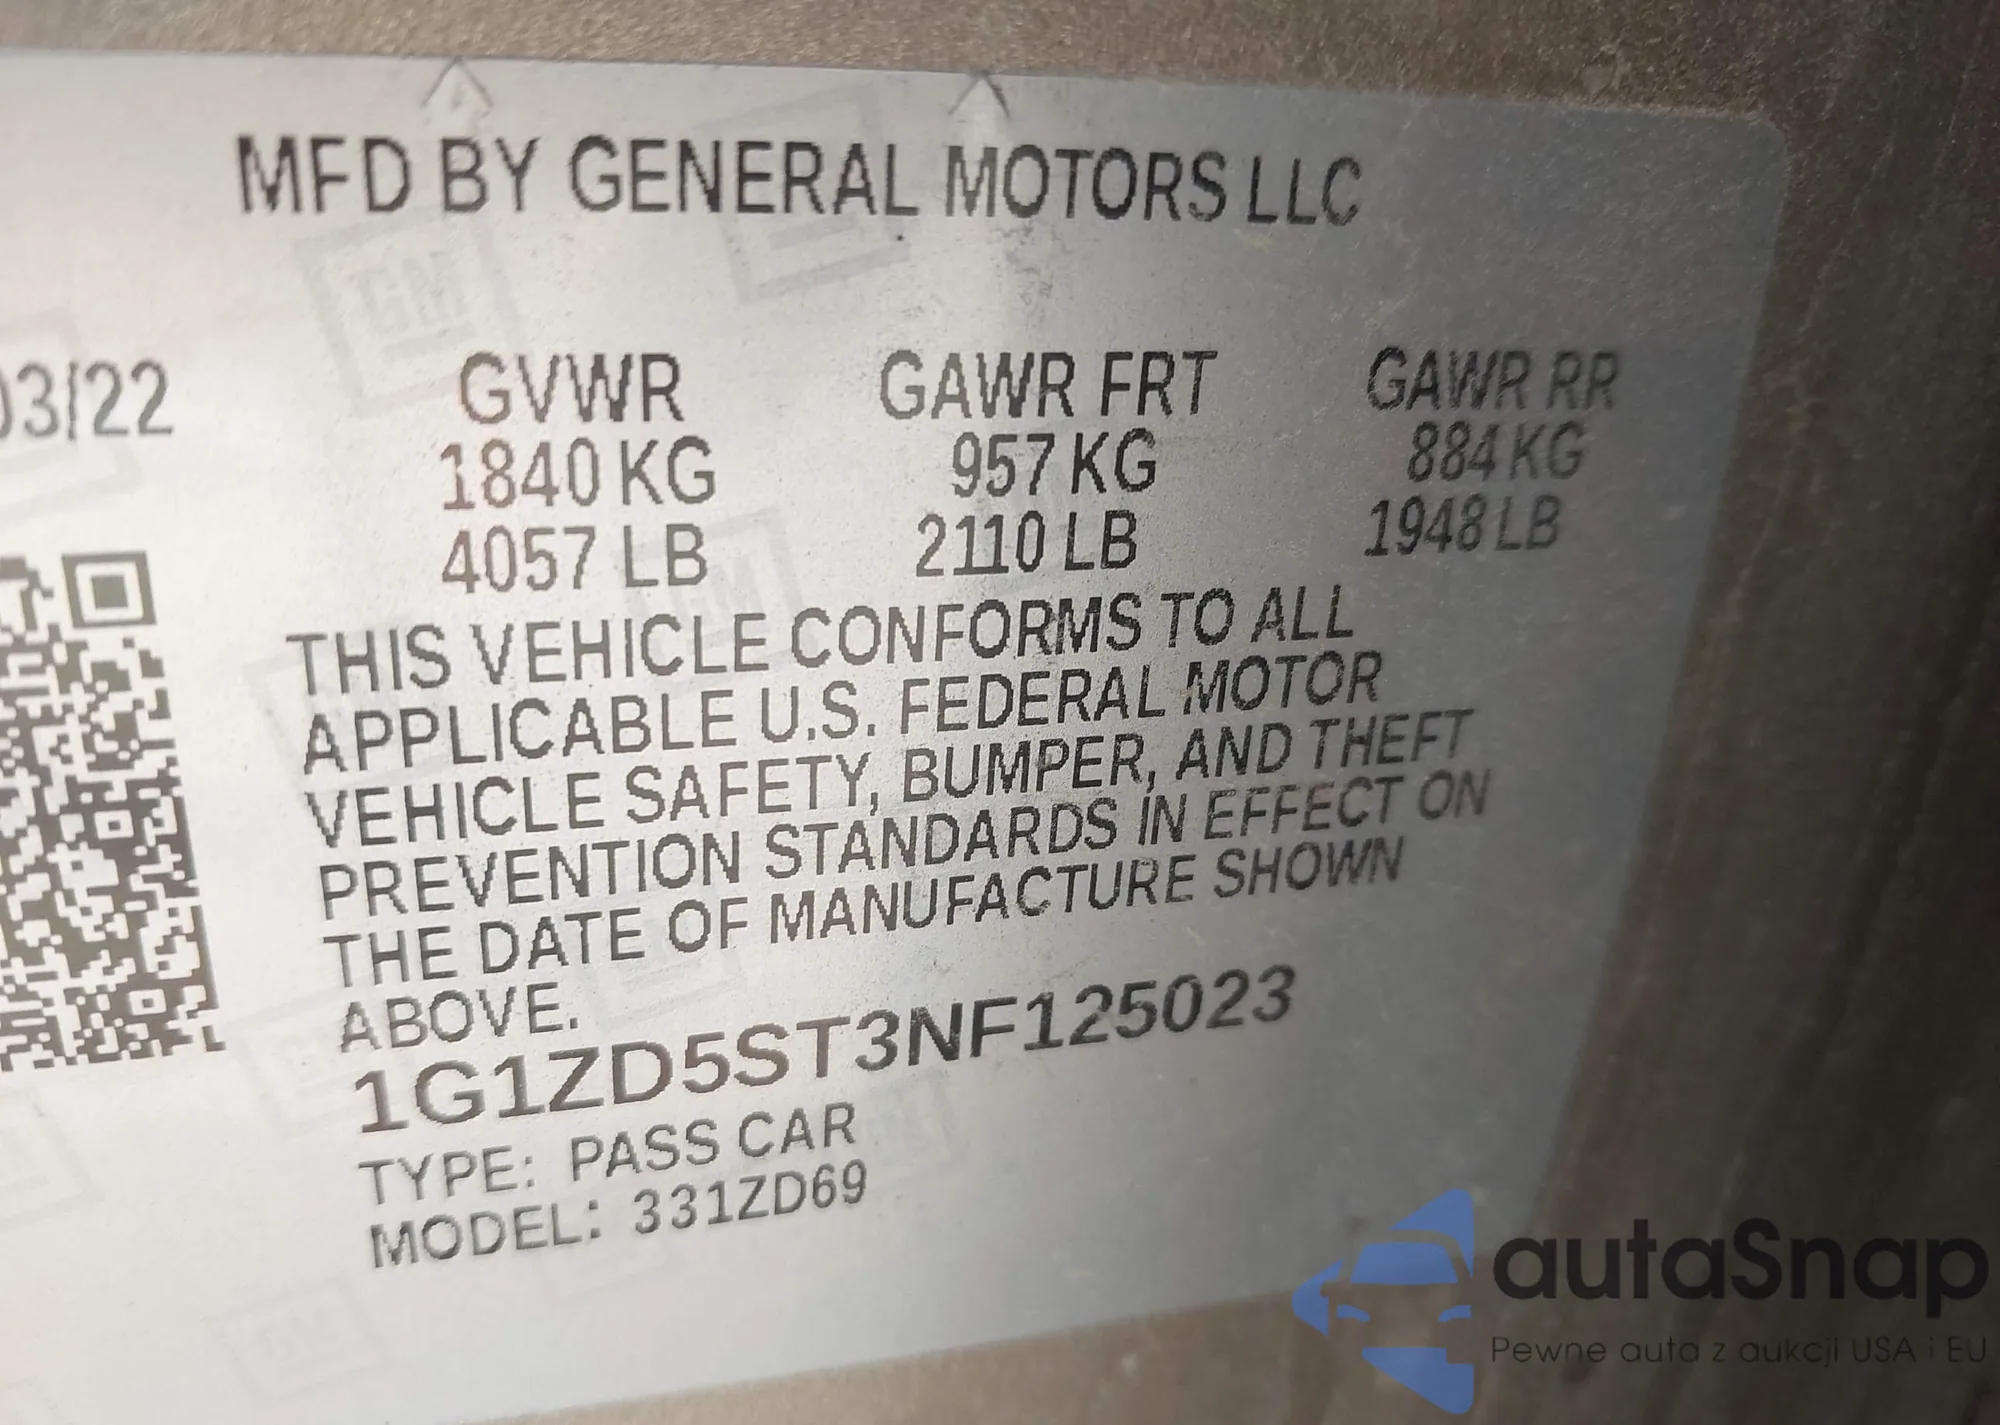 MFD BY GENERAL MOTORS LLC
03/22 GVWR GAWR FRT GAWR RR
1840 KG 957 KG 884 KG
4057 LB 2110 LB 1948 LB
THIS VEHICLE CONFORMS TO ALL
APPLICABLE U.S. FEDERAL MOTOR
VEHICLE SAFETY, BUMPER, AND THEFT
PREVENTION STANDARDS IN EFFECT ON
THE DATE OF MANUFACTURE SHOWN
ABOVE.
1G1ZD5ST3NF125023
TYPE: PASS CAR
MODEL: 331ZD69
autaSnap
Pewne auta z aukcji USA i EU